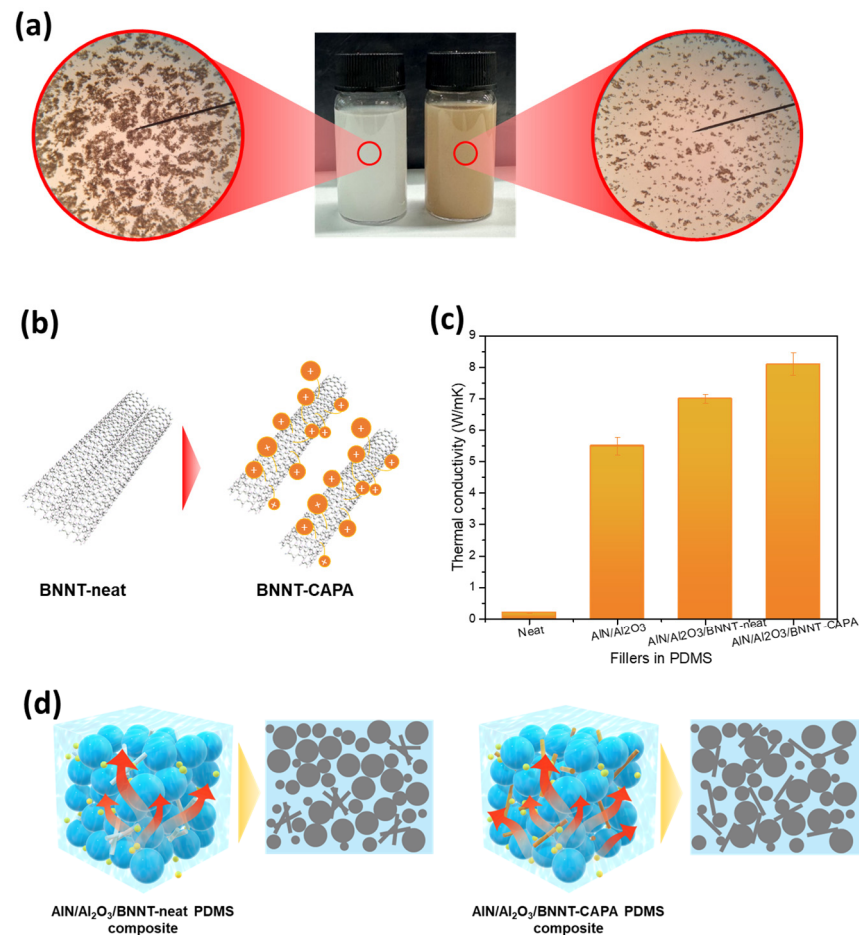 (a)
(b)
BNNT-neat
BNNT-CAPA
(c)
Thermal conductivity (W/mK)
9
8
7
6
5
4
3
2
1
0
Neat
AlN/Al2O3
AlN/Al2O3/BNNT-neat
AlN/Al2O3/BNNT -CAPA
Fillers in PDMS
(d)
AlN/Al₂O₃/BNNT-neat PDMS
composite
AlN/Al₂O₃/BNNT-CAPA PDMS
composite